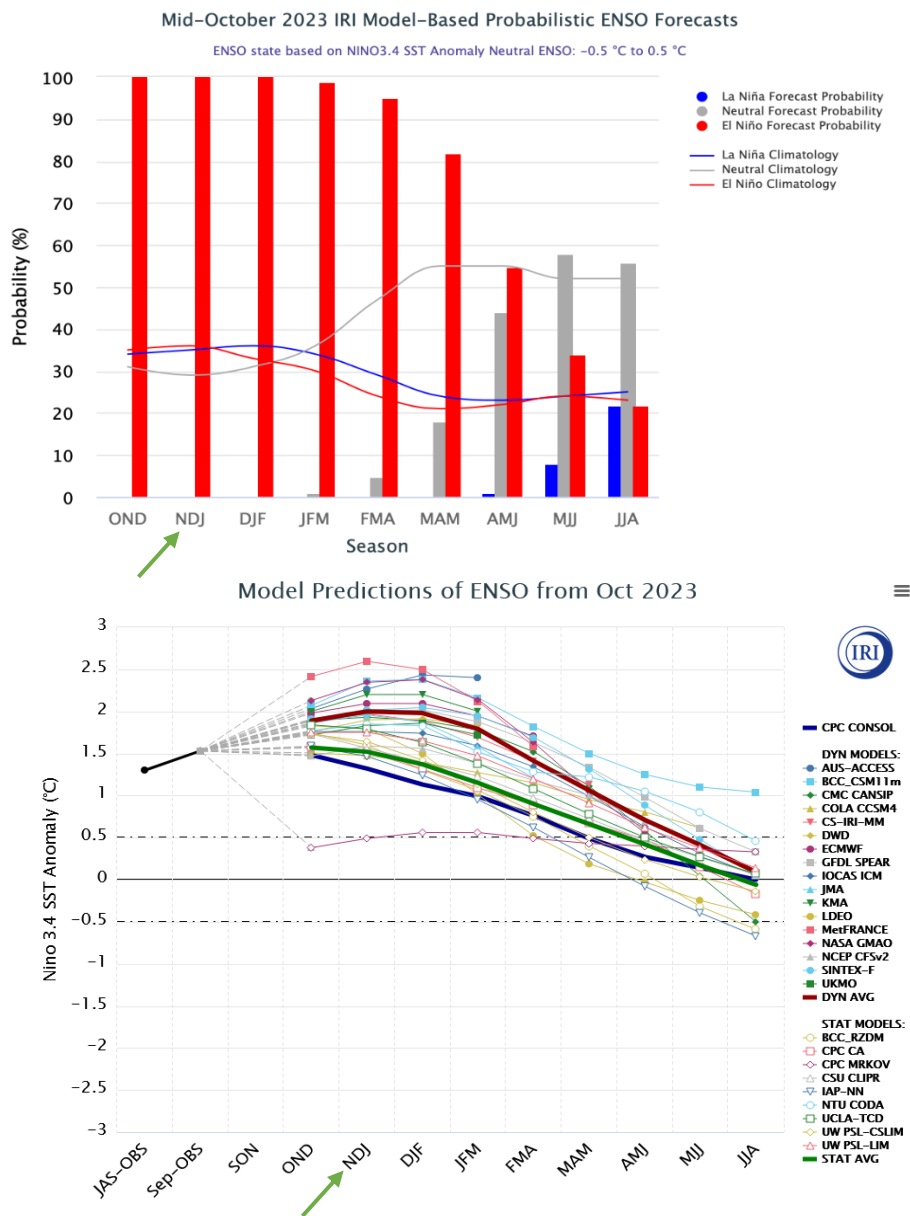 Mid-October 2023 IRI Model-Based Probabilistic ENSO Forecasts
ENSO state based on NINO3.4 SST Anomaly Neutral ENSO: -0.5 °C to 0.5 °C
100
90
80
70
60
50
40
30
20
10
0
Probability (%)
OND NDJ DJF JFM FMA MAM AMJ MJJ JJA
Season
La Niña Forecast Probability
Neutral Forecast Probability
El Niño Forecast Probability
La Niña Climatology
Neutral Climatology
El Niño Climatology
Model Predictions of ENSO from Oct 2023
3
2.5
2
1.5
1
0.5
0
-0.5
-1
-1.5
-2
-2.5
-3
Nino 3.4 SST Anomaly (°C)
JAS-OBS Sep-OBS SON OND NDJ DJF JFM FMA MAM AMJ MJJ JJA
IRI
CPC CONSOL
DYN MODELS:
AUS-ACCESS
BCC_CSM11m
CMC CANSIP
COLA CCSM4
CS-IRI-MM
DWD
ECMWF
GFDL SPEAR
IOCAS ICM
JMA
KMA
LDEO
MetFRANCE
NASA GMAO
NCEP CFSv2
SINTEX-F
UKMO
DYN AVG
STAT MODELS:
BCC_RZDM
CPC CA
CPC MRKOV
CSU CLIPR
IAP-NN
NTU CODA
UCLA-TCD
UW PSL-CSLIM
UW PSL-LIM
STAT AVG